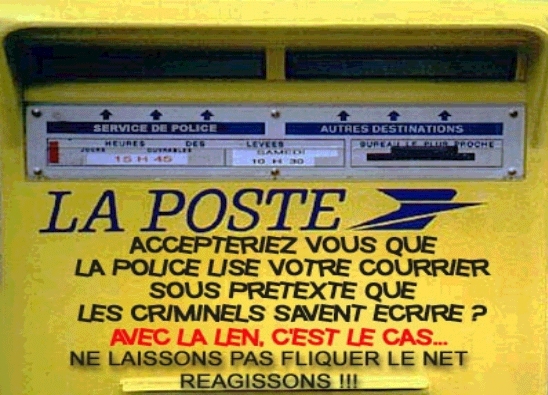 SERVICE DE POLICE
AUTRES DESTINATIONS
HEURES DES LEVEES
BUREAU LE PLUS PROCHE
JOURS OUVRABLES
SAMEDI
15 H 45
10 H 30
LA POSTE
ACCEPTERIEZ VOUS QUE
LA POLICE LISE VOTRE COURRIER
SOUS PRETEXTE QUE
LES CRIMINELS SAVENT ECRIRE ?
AVEC LA LEN, C'EST LE CAS...
NE LAISSONS PAS FLIQUER LE NET
REAGISSONS !!!